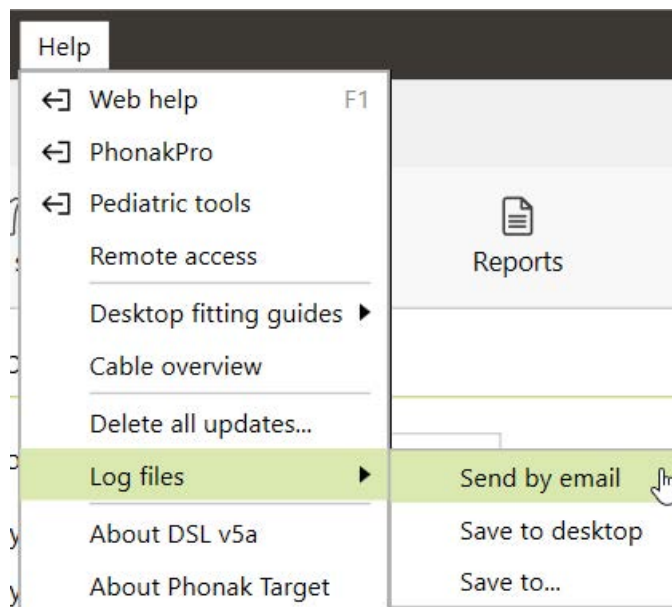 Help
Web help F1
PhonakPro
Pediatric tools
Remote access
Reports
Desktop fitting guides
Cable overview
Delete all updates...
Log files
Send by email
Save to desktop
About DSL v5a
About Phonak Target
Save to...